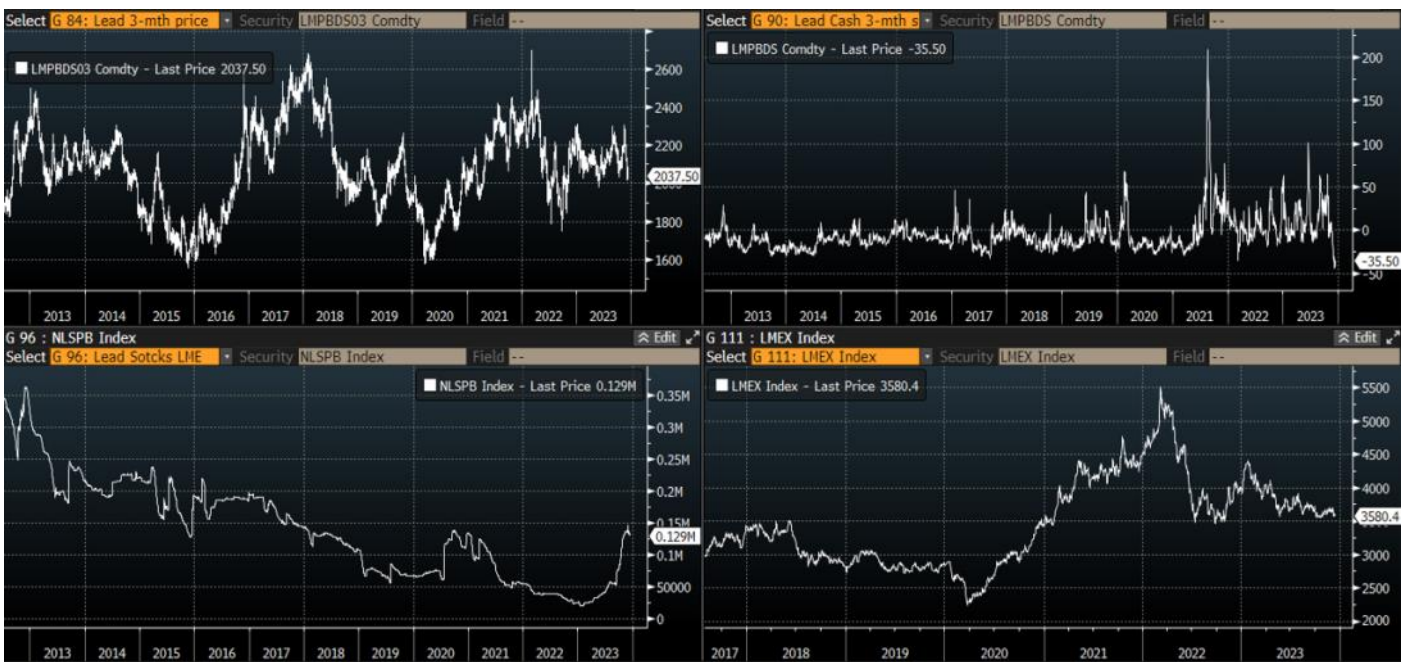 Select G 84: Lead 3-mth price Security LMPBDS03 Comdty Field --
LMPBDS03 Comdty - Last Price 2037.50
2600
2400
2200
2037.50
2000
1800
1600
2013 2014 2015 2016 2017 2018 2019 2020 2021 2022 2023
Select G 90: Lead Cash 3-mth s Security LMPBDS Comdty Field --
LMPBDS Comdty - Last Price -35.50
200
150
100
50
0
-35.50
-50
2013 2014 2015 2016 2017 2018 2019 2020 2021 2022 2023
G 96 : NLSPB Index Edit
Select G 96: Lead Sotcks LME Security NLSPB Index Field --
NLSPB Index - Last Price 0.129M
0.35M
0.3M
0.25M
0.2M
0.15M
0.129M
0.1M
50000
0
2013 2014 2015 2016 2017 2018 2019 2020 2021 2022 2023
G 111 : LMEX Index Edit
Select G 111: LMEX Index Security LMEX Index Field --
LMEX Index - Last Price 3580.4
5500
5000
4500
4000
3580.4
3500
3000
2500
2000
2017 2018 2019 2020 2021 2022 2023